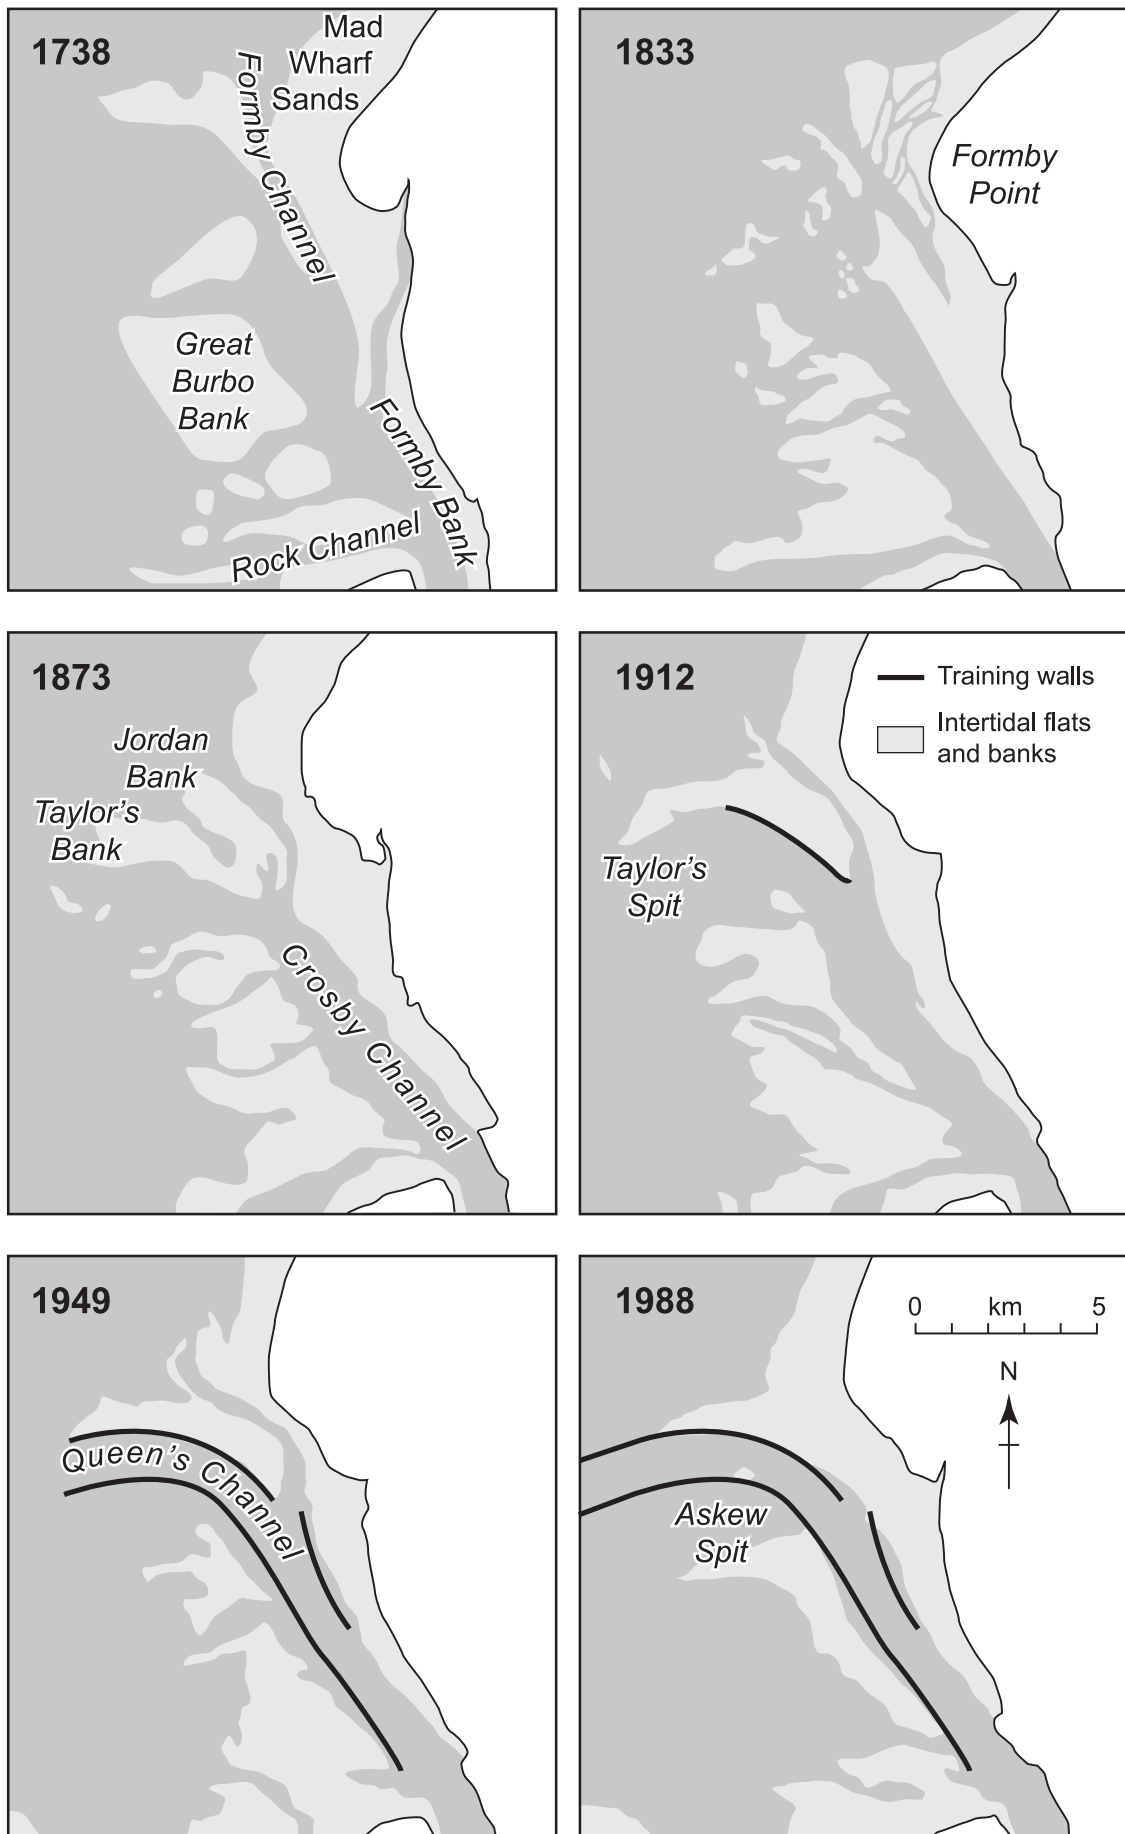 1738
Mad
Wharf
Sands
Formby Channel
Great
Burbo
Bank
Formby Bank
Rock Channel
1833
Formby
Point
1873
Jordan
Bank
Taylor's
Bank
Crosby Channel
1912
Training walls
Intertidal flats
and banks
Taylor's
Spit
1949
Queen's Channel
1988
0 km 5
N
Askew
Spit